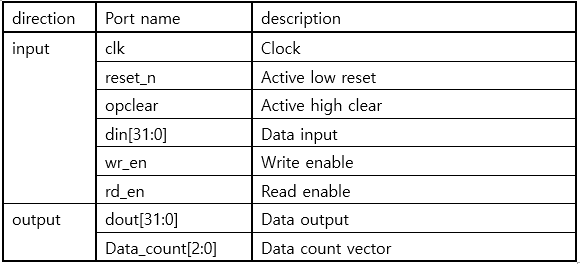 direction Port name description
input clk Clock
reset_n Active low reset
opclear Active high clear
din[31:0] Data input
wr_en Write enable
rd_en Read enable
output dout[31:0] Data output
Data_count[2:0] Data count vector